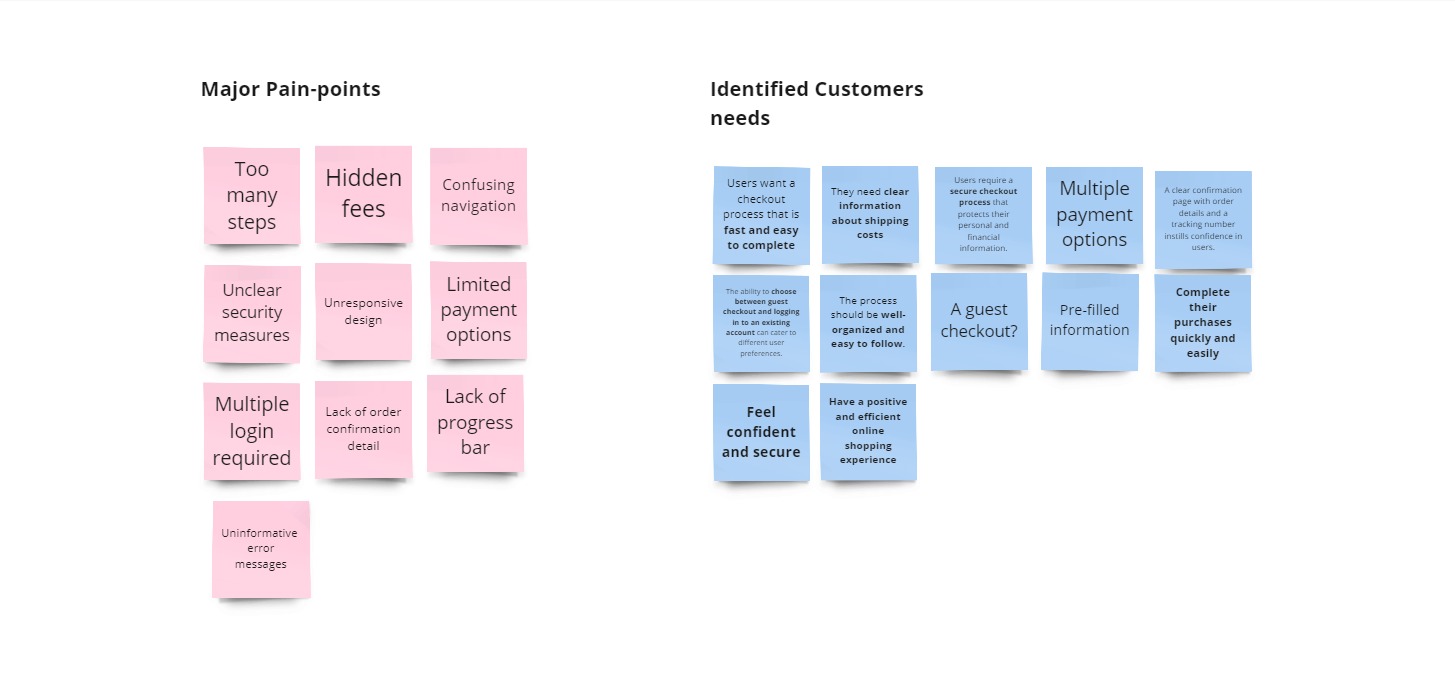 Major Pain-points
Too
many
steps
Hidden
fees
Confusing
navigation
Unclear
security
measures
Unresponsive
design
Limited
payment
options
Multiple
login
required
Lack of order
confirmation
detail
Lack of
progress
bar
Uninformative
error
messages
Identified Customers
needs
Users want a
checkout
process that is
fast and easy
to complete
They need clear
information
about shipping
costs
Users require a
secure checkout
process that
protects their
personal and
financial
information.
Multiple
payment
options
A clear confirmation
page with order
details and a
tracking number
instills confidence in
users.
The ability to choose
between guest
checkout and logging
in to an existing
account can cater to
different user
preferences.
The process
should be well-
organized and
easy to follow.
A guest
checkout?
Pre-filled
information
Complete
their
purchases
quickly and
easily
Feel
confident
and secure
Have a positive
and efficient
online
shopping
experience